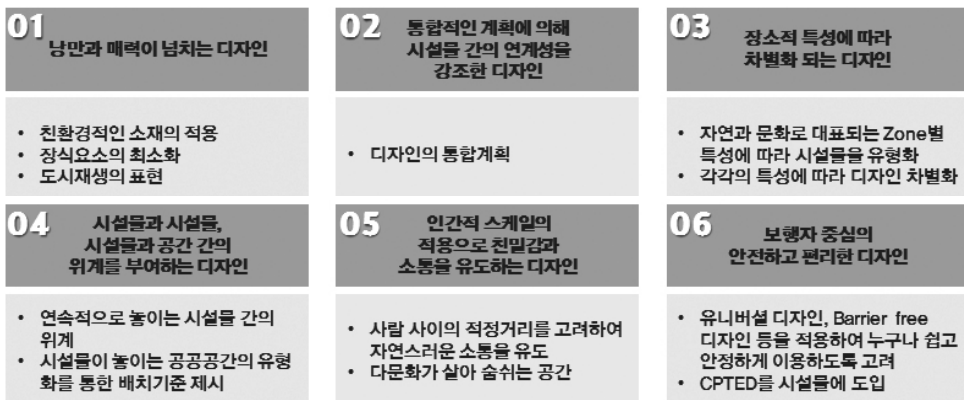 01
낭만과 매력이 넘치는 디자인
• 친환경적인 소재의 적용
• 장식요소의 최소화
• 도시재생의 표현
02
통합적인 계획에 의해
시설물 간의 연계성을
강조한 디자인
• 디자인의 통합계획
03
장소적 특성에 따라
차별화 되는 디자인
• 자연과 문화로 대표되는 Zone별
특성에 따라 시설물을 유형화
• 각각의 특성에 따라 디자인 차별화
04
시설물과 시설물,
시설물과 공간 간의
위계를 부여하는 디자인
• 연속적으로 놓이는 시설물 간의
위계
• 시설물이 놓이는 공공공간의 유형
화를 통한 배치기준 제시
05
인간적 스케일의
적용으로 친밀감과
소통을 유도하는 디자인
• 사람 사이의 적정거리를 고려하여
자연스러운 소통을 유도
• 다문화가 살아 숨쉬는 공간
06
보행자 중심의
안전하고 편리한 디자인
• 유니버셜 디자인, Barrier free
디자인 등을 적용하여 누구나 쉽고
안정하게 이용하도록 고려
• CPTED를 시설물에 도입